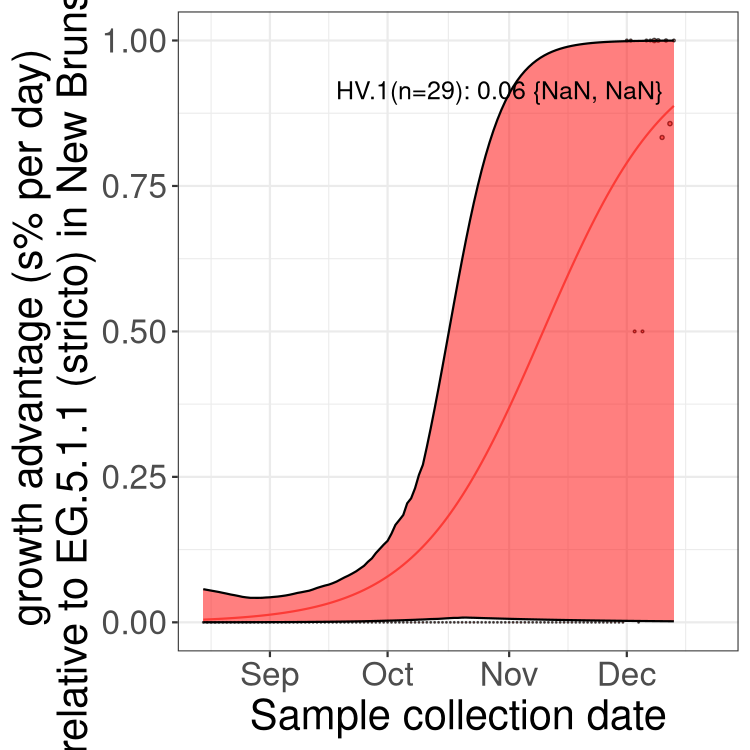 growth advantage (s% per day)
relative to EG.5.1.1 (stricto) in New Bruns
1.00
0.75
0.50
0.25
0.00
HV.1(n=29): 0.06 {NaN, NaN}
Sep Oct Nov Dec
Sample collection date